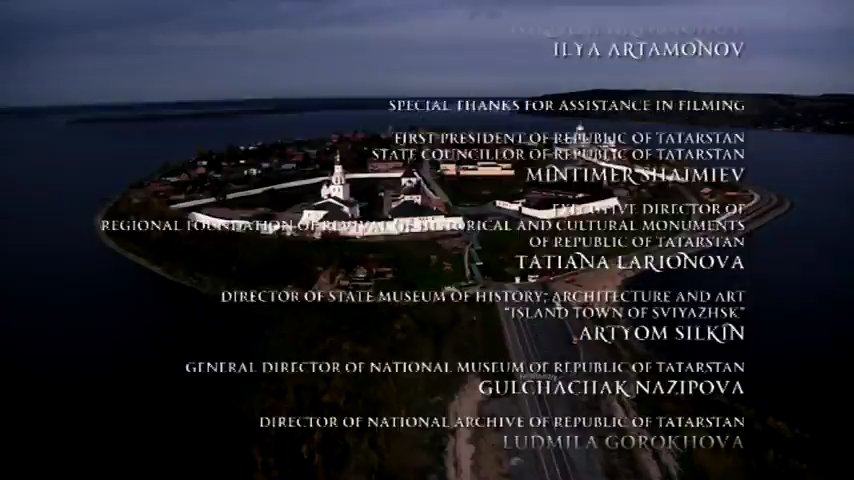 ILYA ARTAMONOV
SPECIAL THANKS FOR ASSISTANCE IN FILMING
FIRST PRESIDENT OF REPUBLIC OF TATARSTAN
STATE COUNCILLOR OF REPUBLIC OF TATARSTAN
MINTIMER SHAIMIEV
EXECUTIVE DIRECTOR OF
REGIONAL FOUNDATION OF REVIVAL OF HISTORICAL AND CULTURAL MONUMENTS
OF REPUBLIC OF TATARSTAN
TATIANA LARIONOVA
DIRECTOR OF STATE MUSEUM OF HISTORY, ARCHITECTURE AND ART
"ISLAND TOWN OF SVIYAZHSK"
ARTYOM SILKIN
GENERAL DIRECTOR OF NATIONAL MUSEUM OF REPUBLIC OF TATARSTAN
GULCHACHAK NAZIPOVA
DIRECTOR OF NATIONAL ARCHIVE OF REPUBLIC OF TATARSTAN
LUDMILA GOROKHOVA